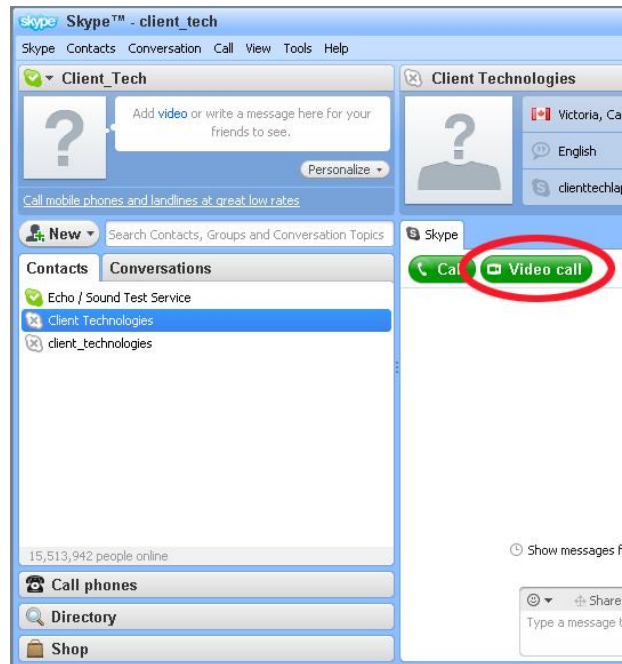 skype Skype™ - client_tech
Skype Contacts Conversation Call View Tools Help
Client_Tech
Add video or write a message here for your
friends to see.
Personalize
Call mobile phones and landlines at great low rates
New Search Contacts, Groups and Conversation Topics
Contacts Conversations
Echo / Sound Test Service
Client Technologies
client_technologies
15,513,942 people online
Call phones
Directory
Shop
Client Technologies
Victoria, Ca
English
clienttechla
Skype
Call Video call
Show messages f
Share
Type a message